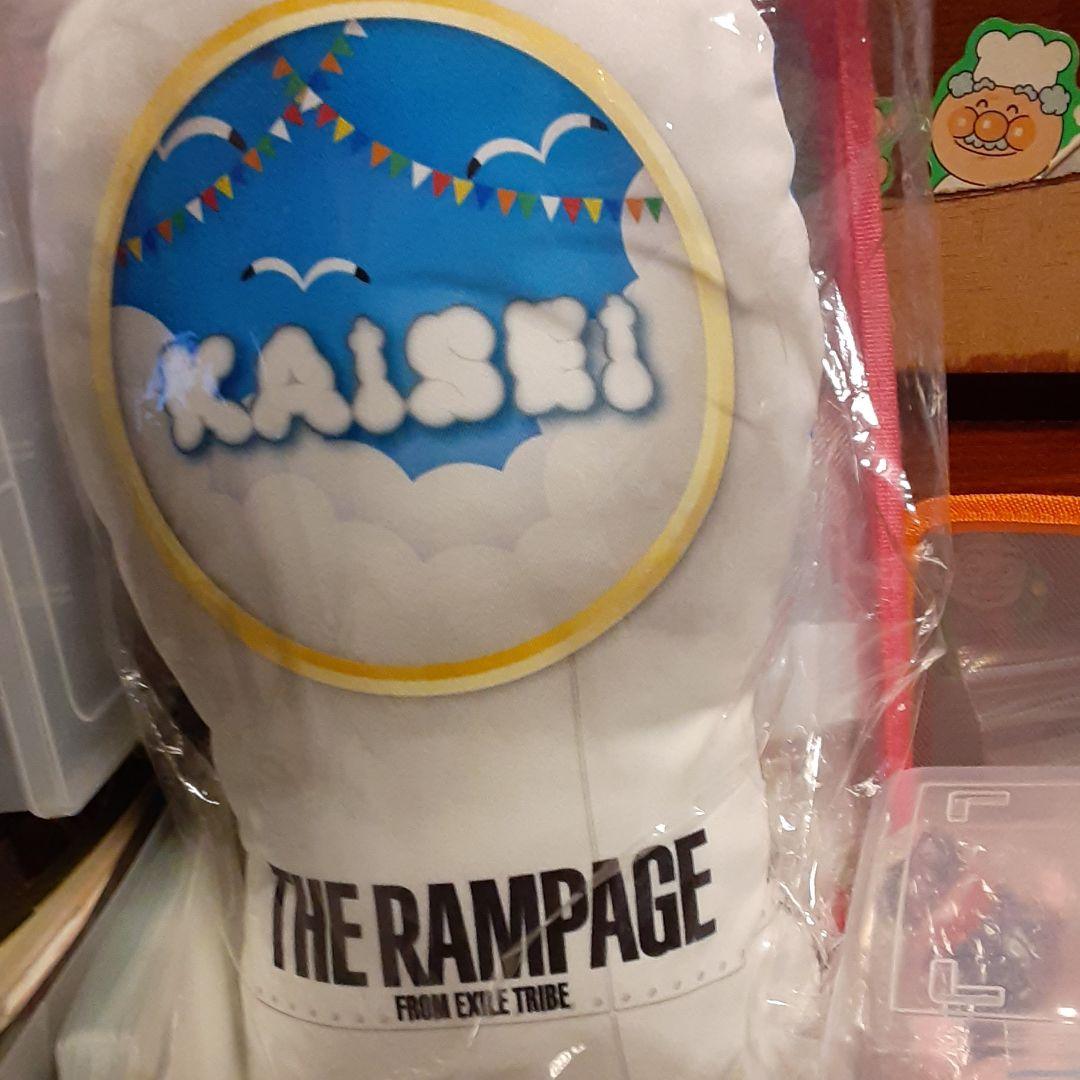 KAISEI
THE RAMPAGE
FROM EXILE TRIBE